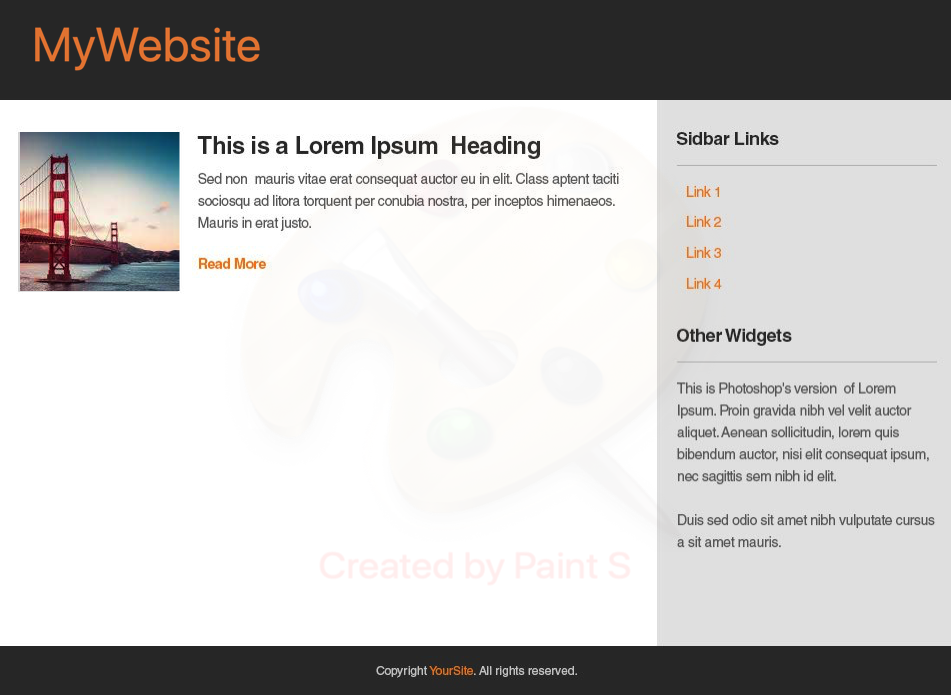 MyWebsite
This is a Lorem Ipsum  Heading
Sed non  mauris vitae erat consequat auctor eu in elit. Class aptent taciti
sociosqu ad litora torquent per conubia nostra, per inceptos himenaeos.
Mauris in erat justo.
Read More
Sidbar Links
Link 1
Link 2
Link 3
Link 4
Other Widgets
This is Photoshop's version  of Lorem
Ipsum. Proin gravida nibh vel velit auctor
aliquet. Aenean sollicitudin, lorem quis
bibendum auctor, nisi elit consequat ipsum,
nec sagittis sem nibh id elit.
Duis sed odio sit amet nibh vulputate cursus
a sit amet mauris.
Created by Paint S
Copyright YourSite. All rights reserved.